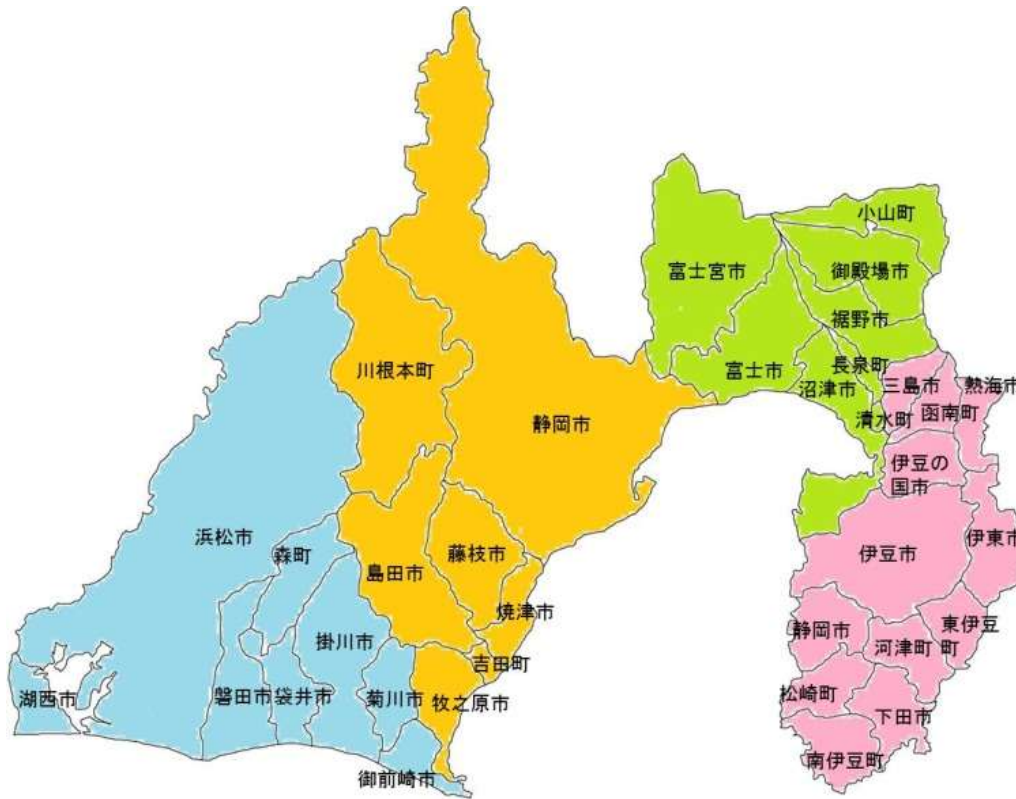 小山町
富士宮市
御殿場市
裾野市
川根本町
富士市
長泉町
沼津市
三島市
熱海市
函南町
静岡市
清水町
伊豆の
国市
浜松市
森町
藤枝市
島田市
伊豆市
伊東市
焼津市
静岡市
東伊豆
町
掛川市
河津町
吉田町
湖西市
磐田市
袋井市
菊川市
牧之原市
松崎町
下田市
南伊豆町
御前崎市